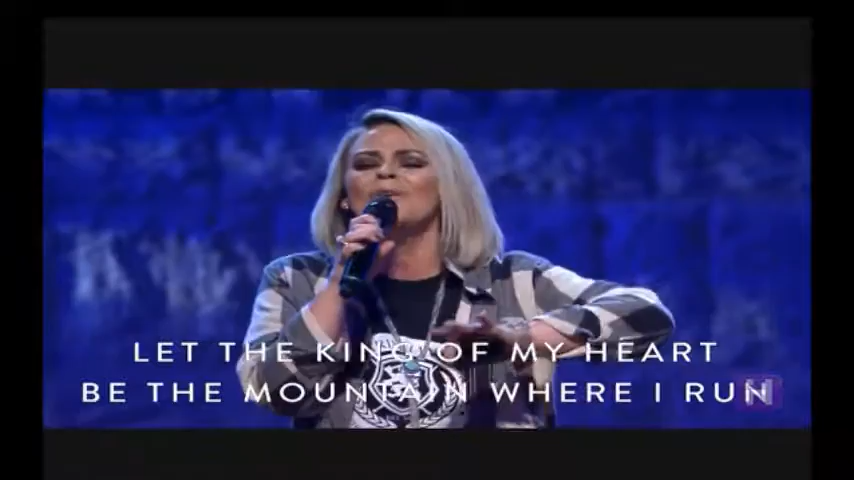 LET THE KING OF MY HEART
BE THE MOUNTAIN WHERE I RUN